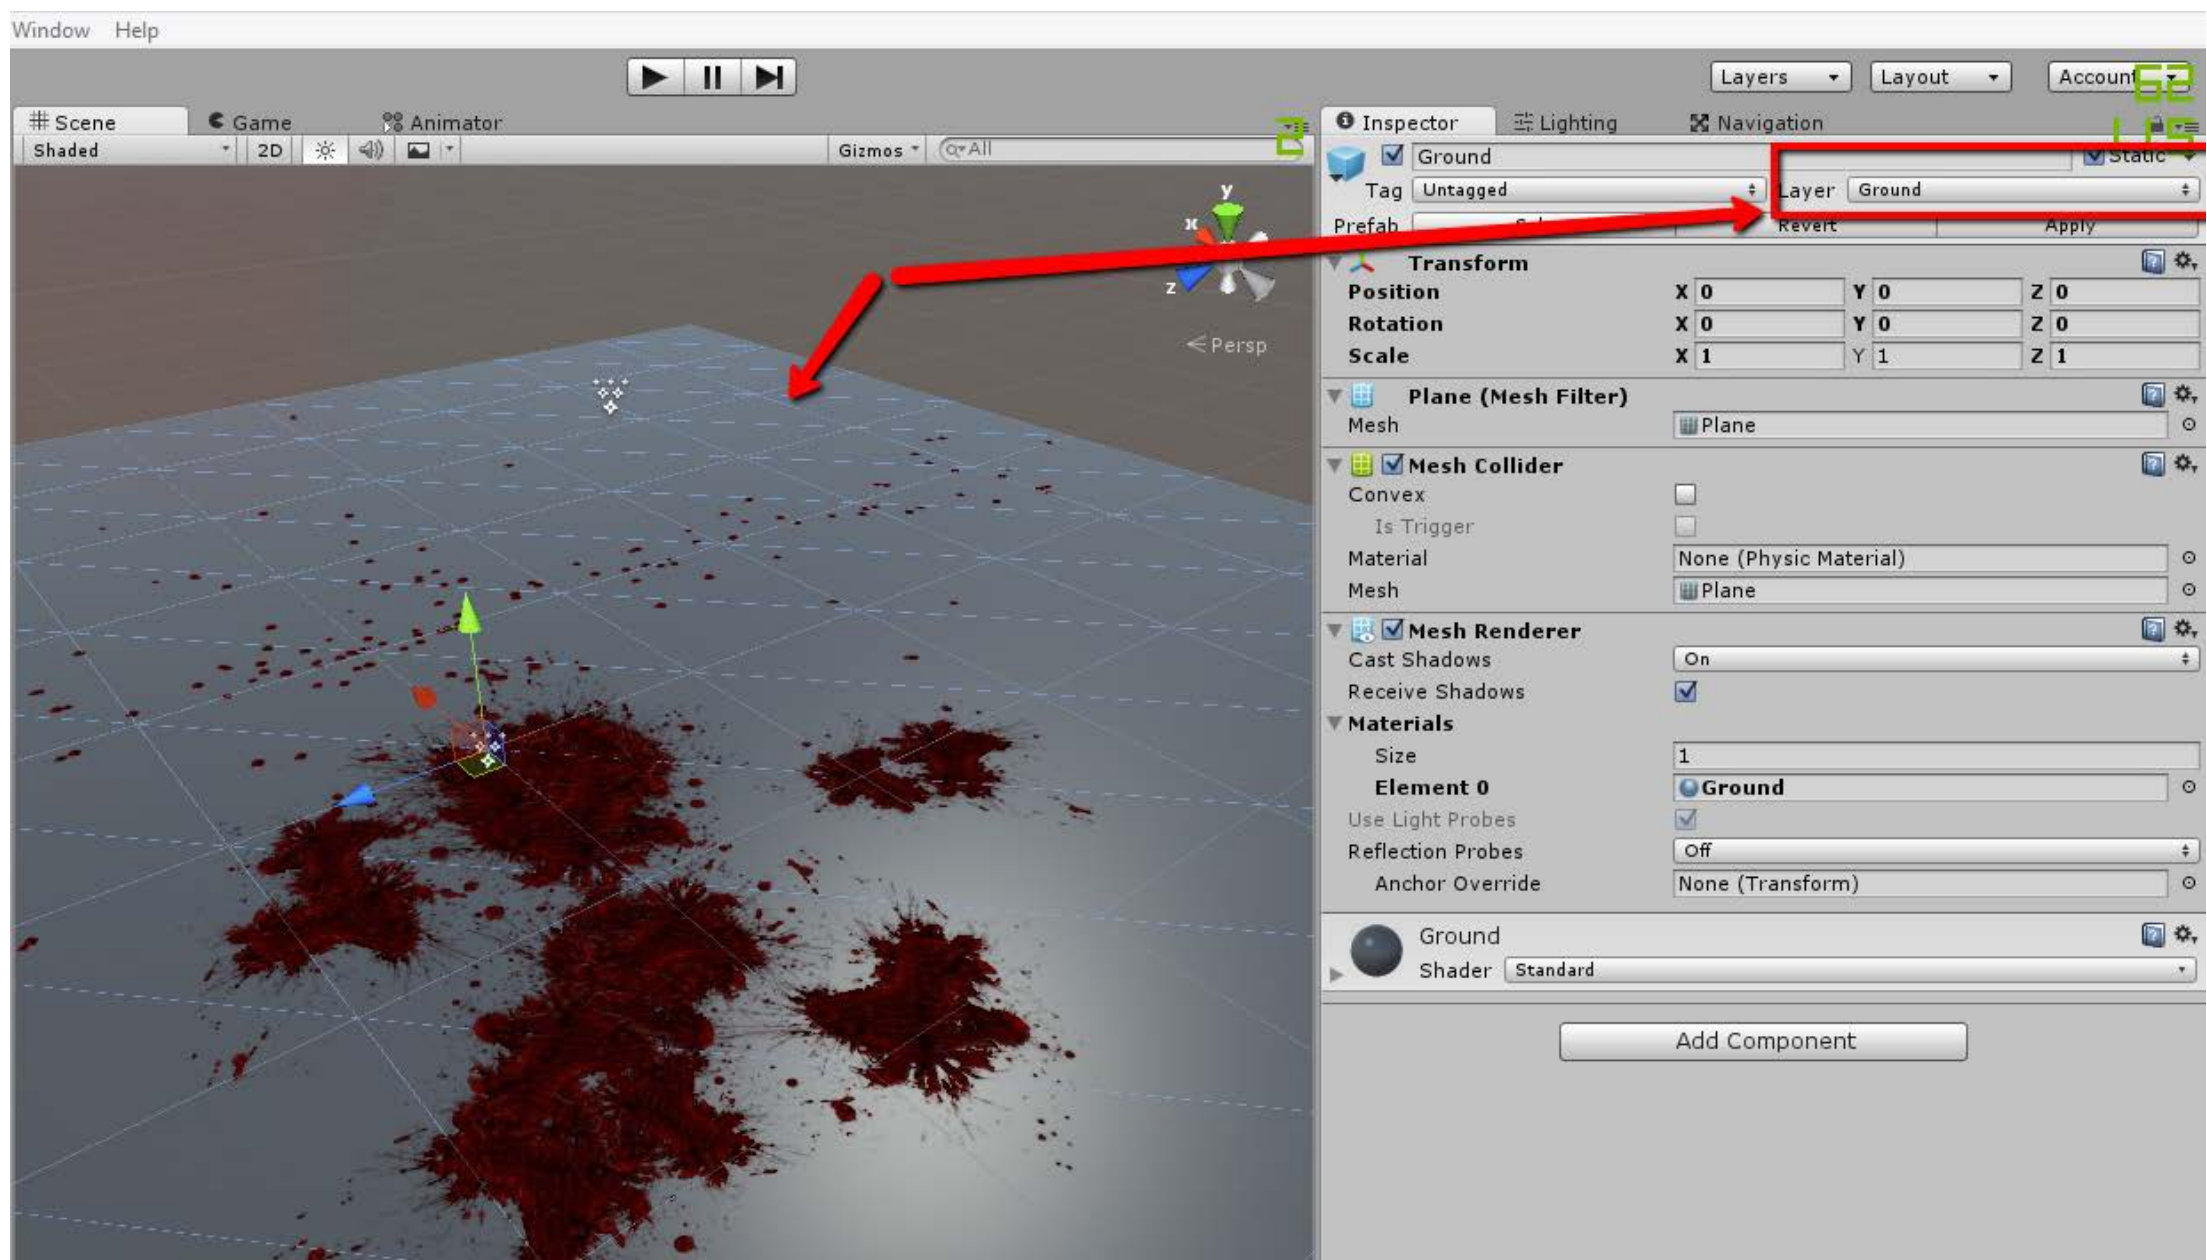 Window Help
Layers Layout Account
62
Scene Game Animator
Inspector Lighting Navigation
2
US
Shaded 2D Gizmos All
Ground Static
Tag Untagged Layer Ground
Prefab Revert Apply
y
x
z
Persp
Transform
Position X 0 Y 0 Z 0
Rotation X 0 Y 0 Z 0
Scale X 1 Y 1 Z 1
Plane (Mesh Filter)
Mesh Plane
Mesh Collider
Convex
Is Trigger
Material None (Physic Material)
Mesh Plane
Mesh Renderer
Cast Shadows On
Receive Shadows
Materials
Size 1
Element 0 Ground
Use Light Probes
Reflection Probes Off
Anchor Override None (Transform)
Ground
Shader Standard
Add Component